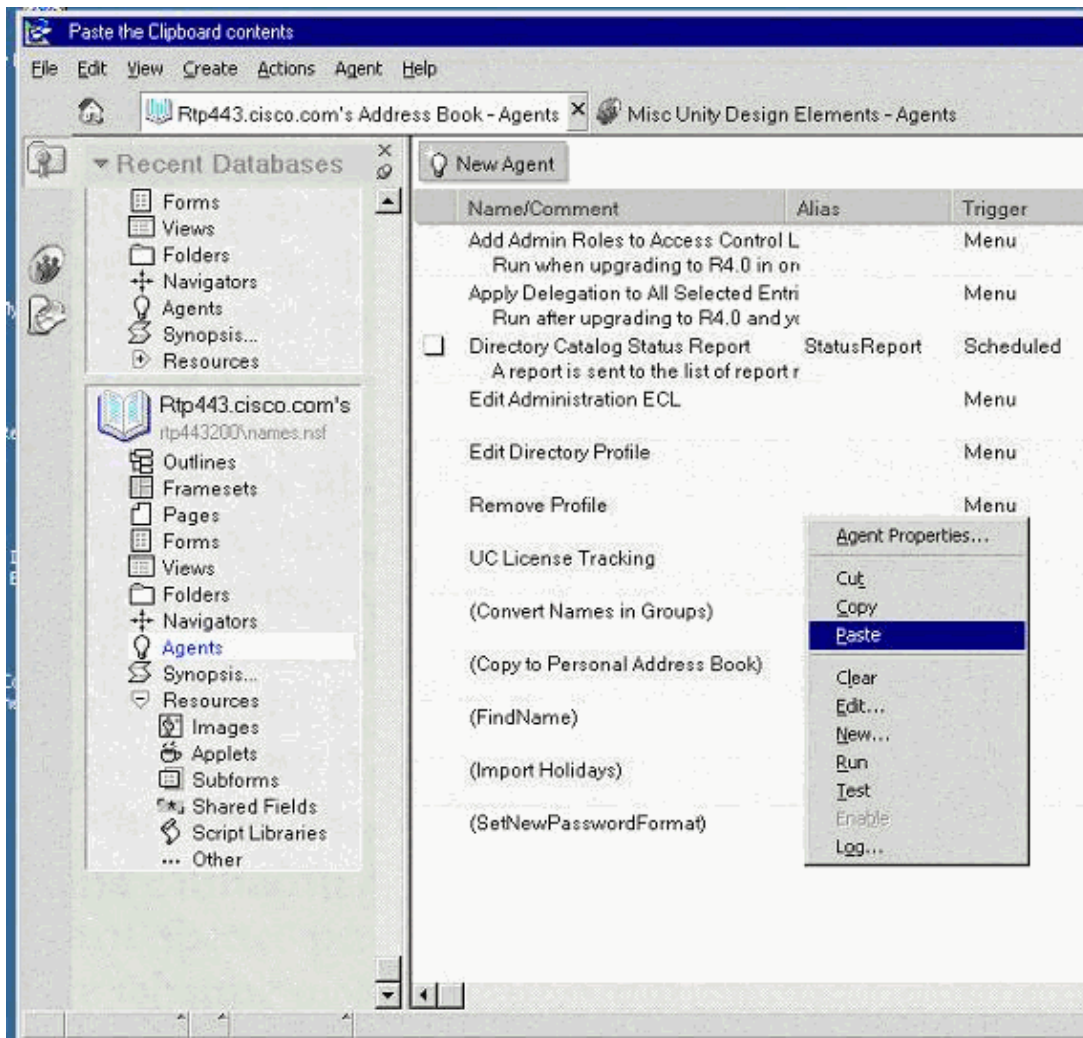 Paste the Clipboard contents
File Edit View Create Actions Agent Help
Rtp443.cisco.com's Address Book - Agents Misc Unity Design Elements - Agents
Recent Databases
Forms
Views
Folders
Navigators
Agents
Synopsis...
Resources
Rtp443.cisco.com's
rtp443200\names.nsf
Outlines
Framesets
Pages
Forms
Views
Folders
Navigators
Agents
Synopsis...
Resources
Images
Applets
Subforms
Shared Fields
Script Libraries
... Other
New Agent
Name/Comment Alias Trigger
Add Admin Roles to Access Control L Menu
Run when upgrading to R4.0 in on
Apply Delegation to All Selected Entri Menu
Run after upgrading to R4.0 and yo
Directory Catalog Status Report StatusReport Scheduled
A report is sent to the list of report r
Edit Administration ECL Menu
Edit Directory Profile Menu
Remove Profile Menu
UC License Tracking
(Convert Names in Groups)
(Copy to Personal Address Book)
(FindName)
(Import Holidays)
(SetNewPasswordFormat)
Agent Properties...
Cut
Copy
Paste
Clear
Edit...
New...
Run
Test
Enable
Log...